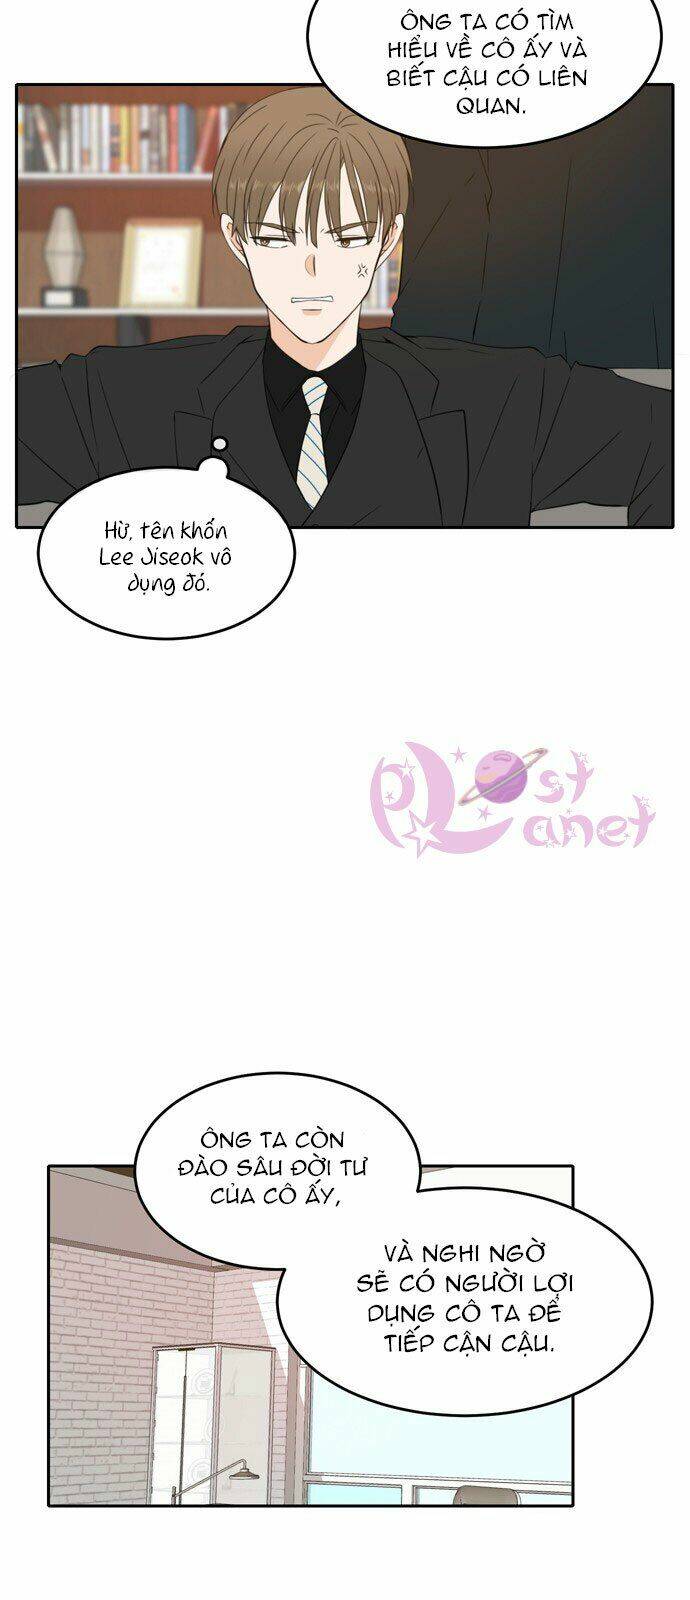 ÔNG TA CÓ TÌM
HIỂU VỀ CÔ ẤY VÀ
BIẾT CẬU CÓ LIÊN
QUAN.
Hừ, tên khốn
Lee Jiseok vô
dụng đó.
Lost
Planet
ÔNG TA CÒN
ĐÀO SÂU ĐỜI TƯ
CỦA CÔ ẤY,
VÀ NGHI NGỜ
SẼ CÓ NGƯỜI LỢI
DỤNG CÔ TA ĐỂ
TIẾP CẬN CẬU.